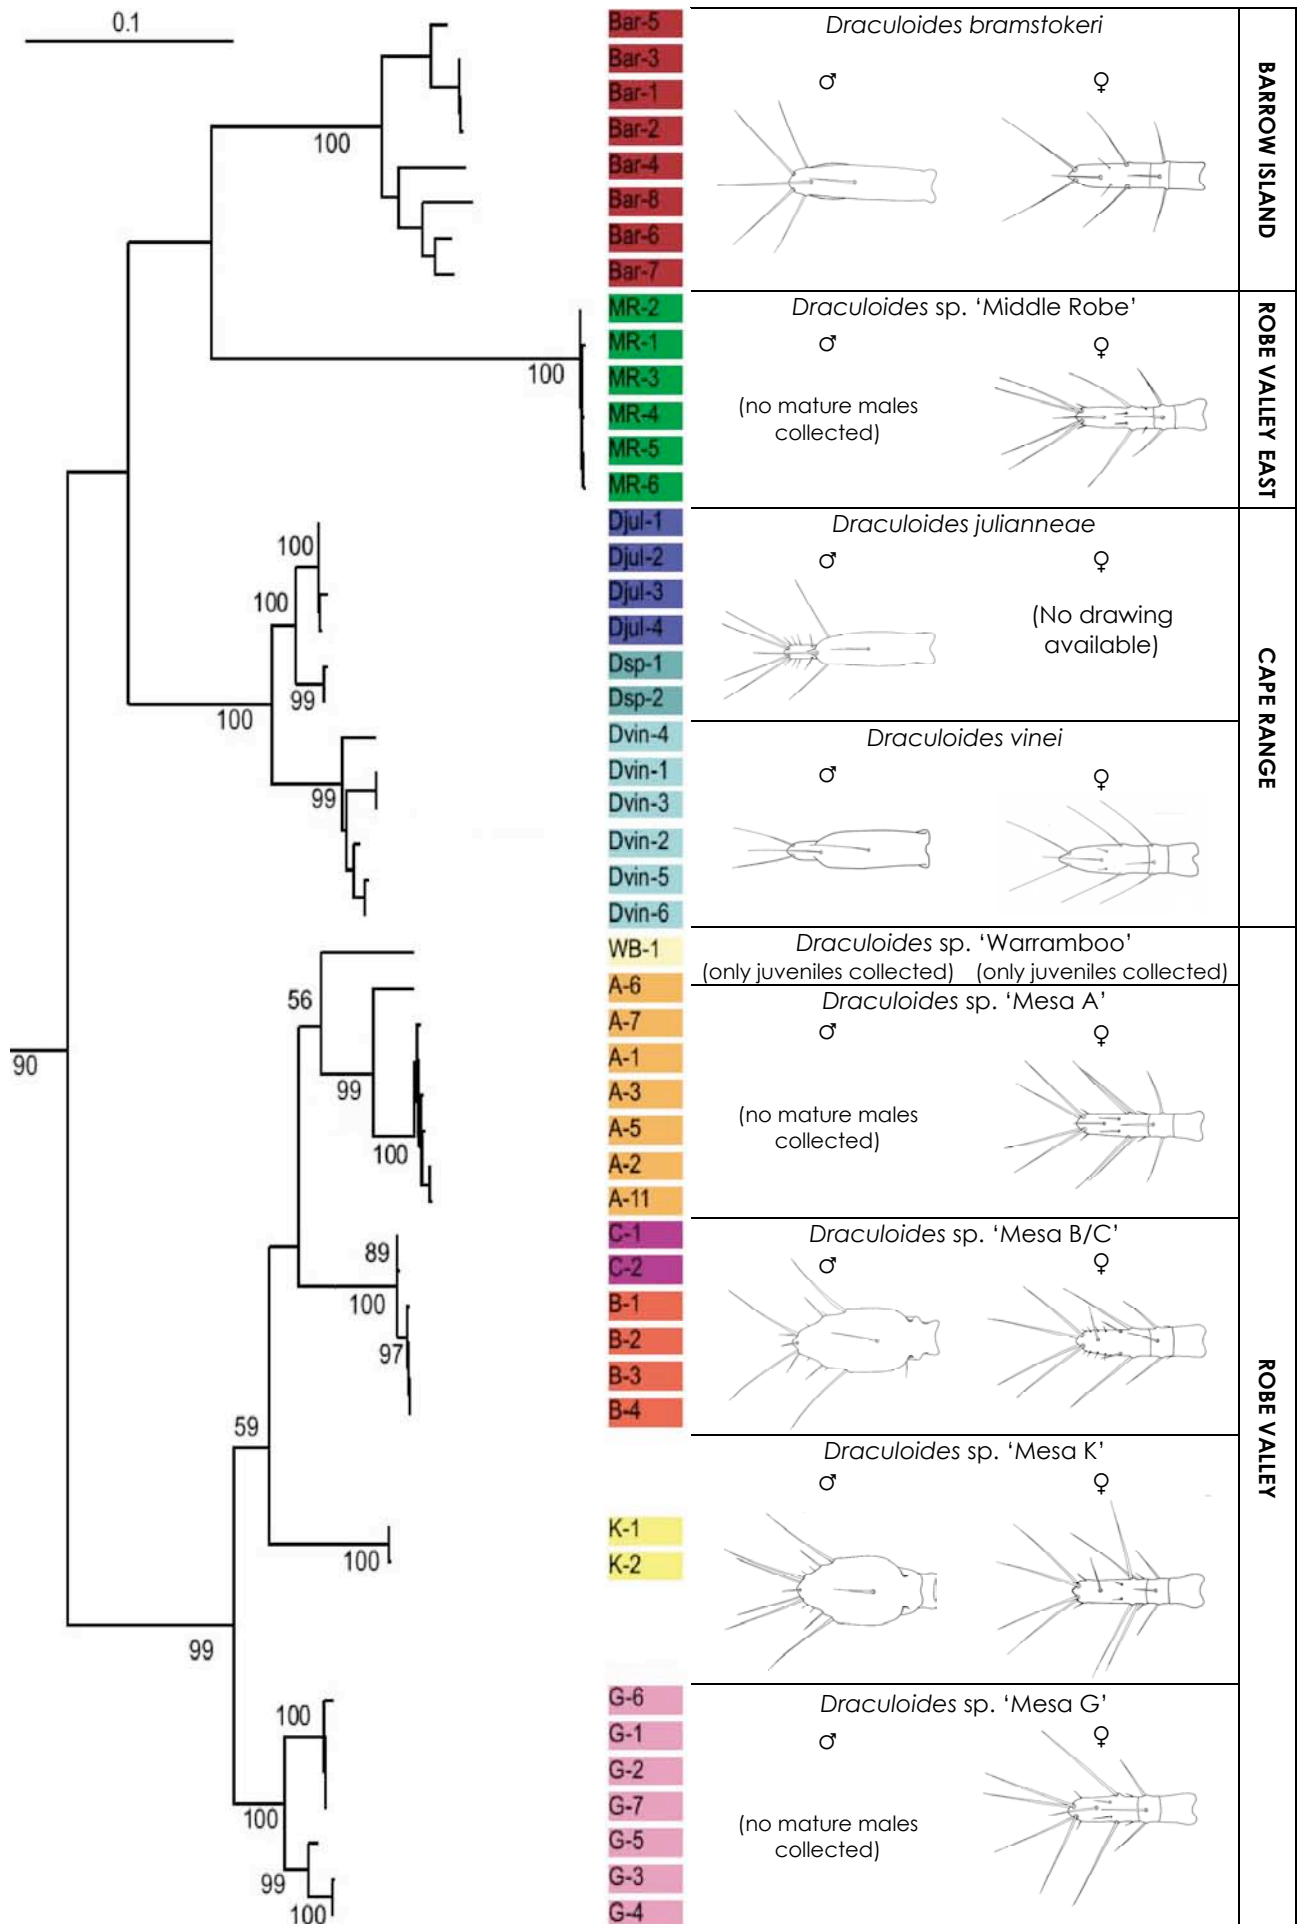 0.1
100
100
100
100
99
100
99
90
56
99
100
89
100
97
59
100
99
100
100
99
100
Bar-5
Bar-3
Bar-1
Bar-2
Bar-4
Bar-8
Bar-6
Bar-7
MR-2
MR-1
MR-3
MR-4
MR-5
MR-6
Djul-1
Djul-2
Djul-3
Djul-4
Dsp-1
Dsp-2
Dvin-4
Dvin-1
Dvin-3
Dvin-2
Dvin-5
Dvin-6
WB-1
A-6
A-7
A-1
A-3
A-5
A-2
A-11
C-1
C-2
B-1
B-2
B-3
B-4
K-1
K-2
G-6
G-1
G-2
G-7
G-5
G-3
G-4
Draculoides bramstokeri
♂ ♀
BARROW ISLAND
Draculoides sp. ‘Middle Robe’
♂ ♀
(no mature males
collected)
ROBE VALLEY EAST
Draculoides julianneae
♂ ♀
(No drawing
available)
Draculoides vinei
♂ ♀
CAPE RANGE
Draculoides sp. ‘Warramboo’
(only juveniles collected) (only juveniles collected)
Draculoides sp. ‘Mesa A’
♂ ♀
(no mature males
collected)
Draculoides sp. ‘Mesa B/C’
♂ ♀
Draculoides sp. ‘Mesa K’
♂ ♀
Draculoides sp. ‘Mesa G’
♂ ♀
(no mature males
collected)
ROBE VALLEY